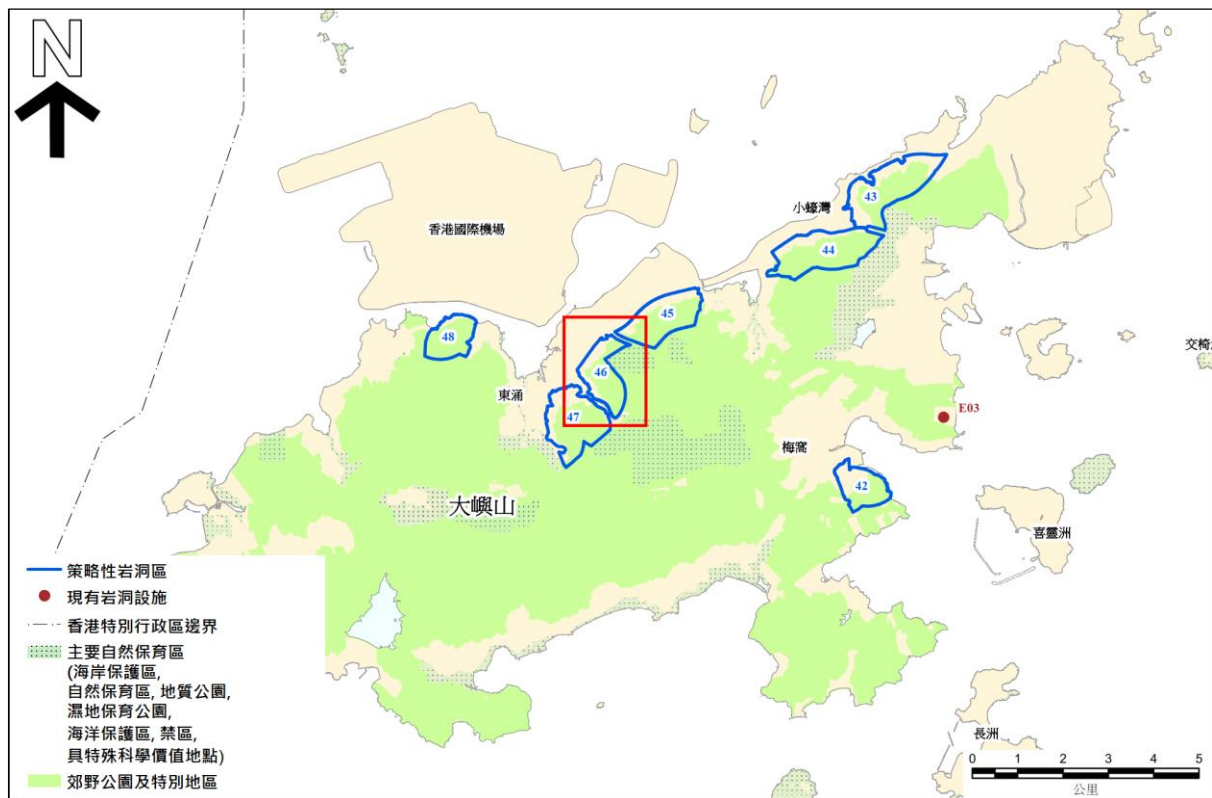 N
香港國際機場
小蠔灣
43
44
45
48
46
東涌
47
交椅
E03
梅窩
42
大嶼山
喜靈洲
策略性岩洞區
現有岩洞設施
香港特別行政區邊界
主要自然保育區
(海岸保護區,
自然保育區, 地質公園,
濕地保育公園,
海洋保護區, 禁區,
具特殊科學價值地點)
郊野公園及特別地區
長洲
0 1 2 3 4 5
公里